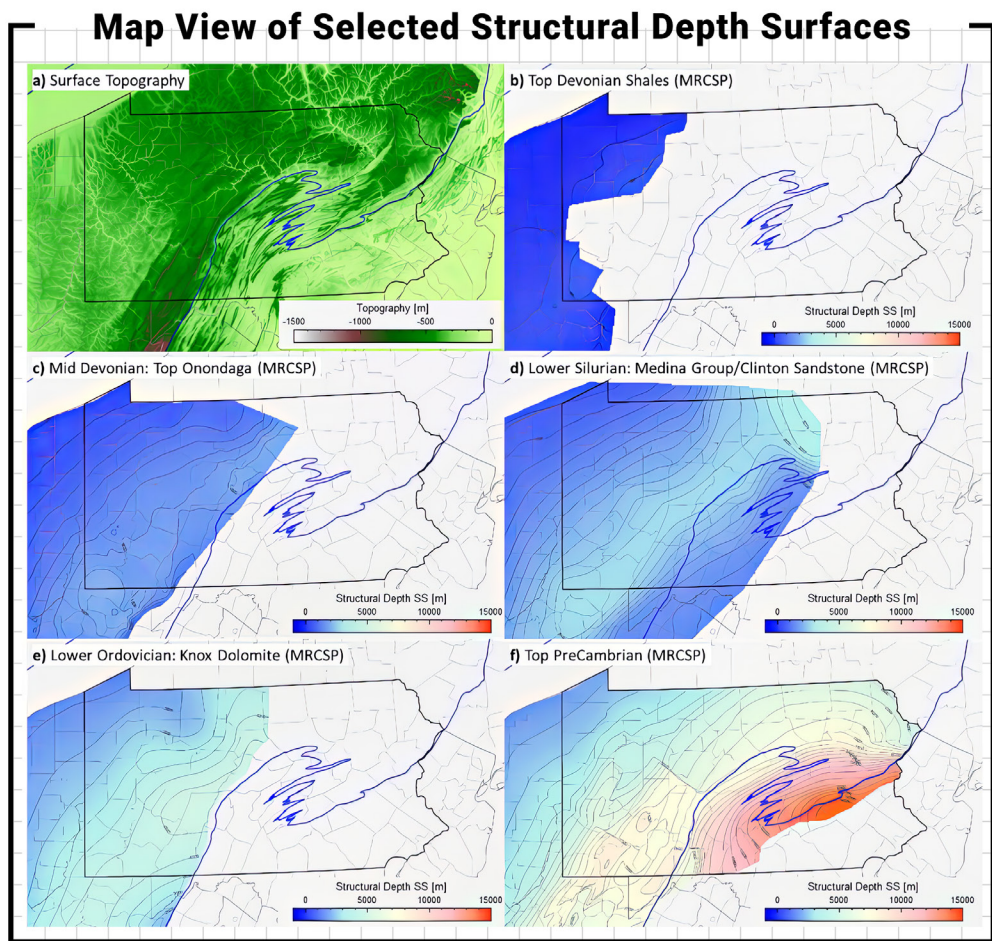 Map View of Selected Structural Depth Surfaces
a) Surface Topography
Topography [m]
-1500 -1000 -500 0
b) Top Devonian Shales (MRCSP)
Structural Depth SS [m]
0 5000 10000 15000
c) Mid Devonian: Top Onondaga (MRCSP)
Structural Depth SS [m]
0 5000 10000 15000
d) Lower Silurian: Medina Group/Clinton Sandstone (MRCSP)
Structural Depth SS [m]
0 5000 10000 15000
e) Lower Ordovician: Knox Dolomite (MRCSP)
Structural Depth SS [m]
0 5000 10000 15000
f) Top PreCambrian (MRCSP)
Structural Depth SS [m]
0 5000 10000 15000